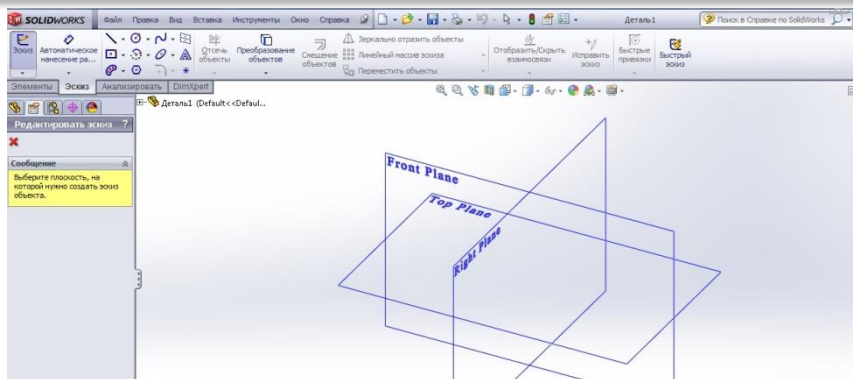 SOLIDWORKS Файл Правка Вид Вставка Инструменты Окно Справка Деталь1 Поиск в Справке по SolidWorks
Эскиз
Автоматическое нанесение ра...
Отсечь объекты
Преобразование объектов
Смещение объектов
Зеркально отразить объекты
Линейный массив эскиза
Переместить объекты
Отобразить/Скрыть взаимосвязи
Исправить эскиз
Быстрые привязки
Быстрый эскиз
Элементы Эскиз Анализировать DimXpert
Деталь1 (Default<<Defaul...
Редактировать эскиз ?
Сообщение
Выберите плоскость, на
которой нужно создать эскиз
объекта.
Front Plane
Top Plane
Right Plane